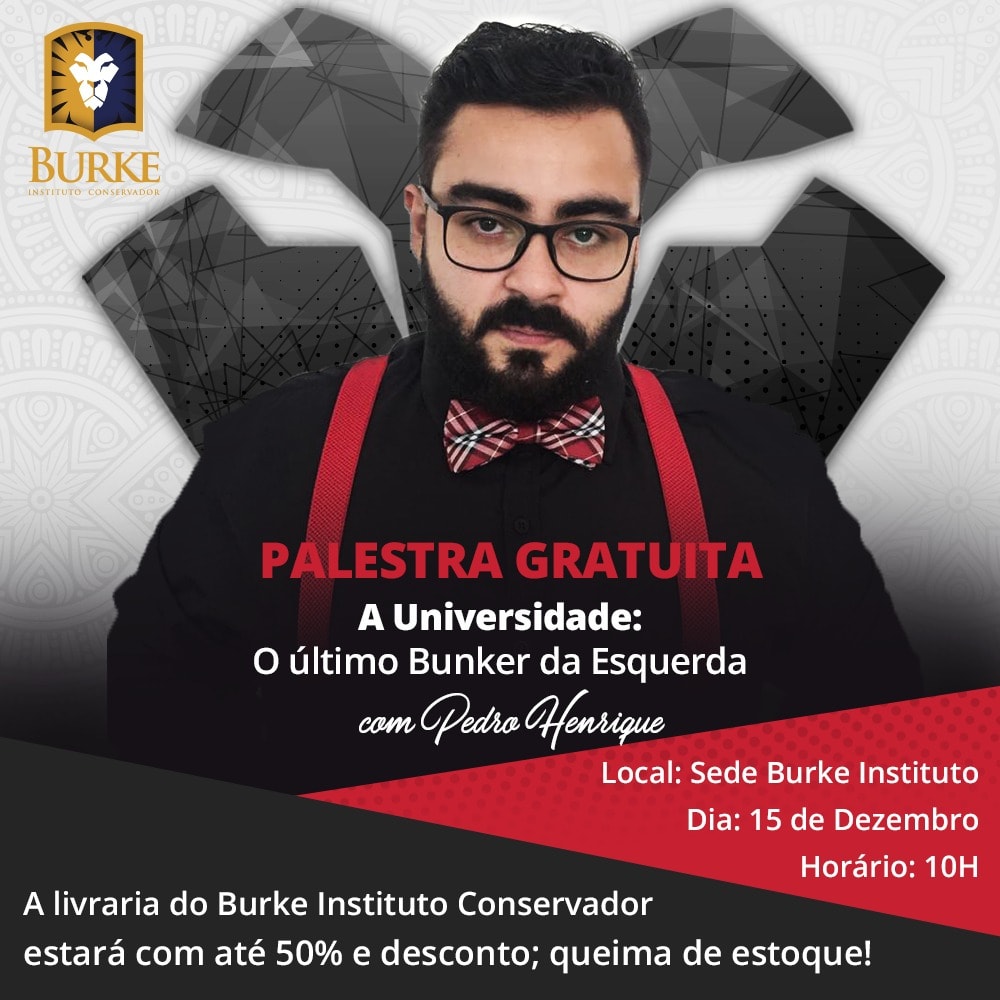 BURKE
INSTITUTO CONSERVADOR
PALESTRA GRATUITA
A Universidade:
O último Bunker da Esquerda
com Pedro Henrique
Local: Sede Burke Instituto
Dia: 15 de Dezembro
Horário: 10H
A livraria do Burke Instituto Conservador
estará com até 50% e desconto; queima de estoque!